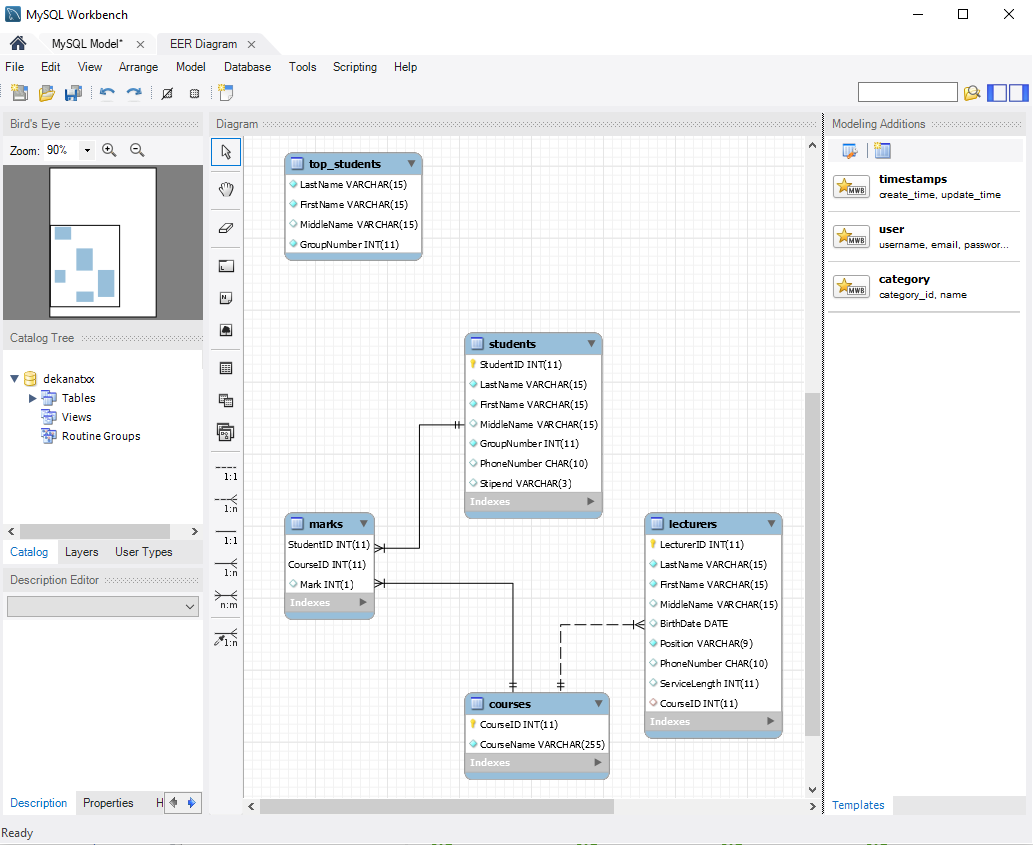 MySQL Workbench
MySQL Model*
EER Diagram
File Edit View Arrange Model Database Tools Scripting Help
Bird's Eye
Zoom: 90%
Catalog Tree
dekanatxx
Tables
Views
Routine Groups
Catalog Layers User Types
Description Editor
Description Properties H
Ready
Diagram
1:1
1:n
1:1
1:n
n:m
1:n
top_students
LastName VARCHAR(15)
FirstName VARCHAR(15)
MiddleName VARCHAR(15)
GroupNumber INT(11)
students
StudentID INT(11)
LastName VARCHAR(15)
FirstName VARCHAR(15)
MiddleName VARCHAR(15)
GroupNumber INT(11)
PhoneNumber CHAR(10)
Stipend VARCHAR(3)
Indexes
marks
StudentID INT(11)
CourseID INT(11)
Mark INT(1)
Indexes
lecturers
LecturerID INT(11)
LastName VARCHAR(15)
FirstName VARCHAR(15)
MiddleName VARCHAR(15)
BirthDate DATE
Position VARCHAR(9)
PhoneNumber CHAR(10)
ServiceLength INT(11)
CourseID INT(11)
Indexes
courses
CourseID INT(11)
CourseName VARCHAR(255)
Indexes
Modeling Additions
MWB
timestamps
create_time, update_time
MWB
user
username, email, passwor...
MWB
category
category_id, name
Templates